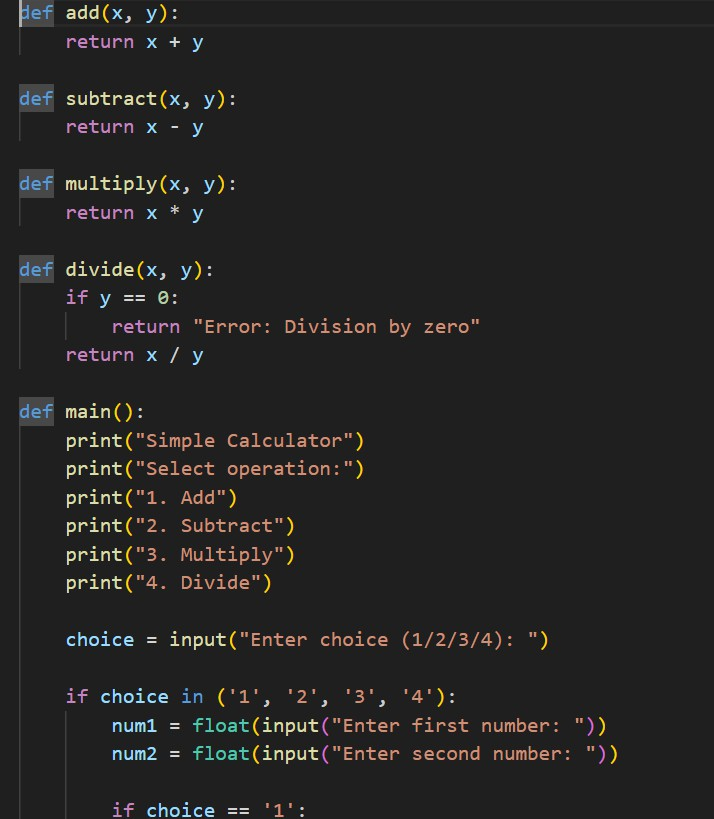 def add(x, y):
    return x + y

def subtract(x, y):
    return x - y

def multiply(x, y):
    return x * y

def divide(x, y):
    if y == 0:
        return "Error: Division by zero"
    return x / y

def main():
    print("Simple Calculator")
    print("Select operation:")
    print("1. Add")
    print("2. Subtract")
    print("3. Multiply")
    print("4. Divide")

    choice = input("Enter choice (1/2/3/4): ")

    if choice in ('1', '2', '3', '4'):
        num1 = float(input("Enter first number: "))
        num2 = float(input("Enter second number: "))

        if choice == '1':